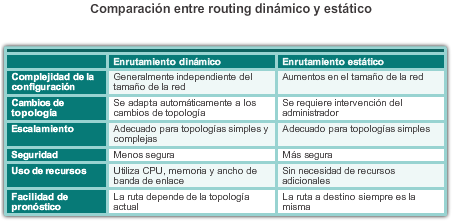 Comparación entre routing dinámico y estático
Enrutamiento dinámico Enrutamiento estático
Complejidad de la configuración Generalmente independiente del tamaño de la red Aumentos en el tamaño de la red
Cambios de topología Se adapta automáticamente a los cambios de topología Se requiere intervención del administrador
Escalamiento Adecuado para topologías simples y complejas Adecuado para topologías simples
Seguridad Menos segura Más segura
Uso de recursos Utiliza CPU, memoria y ancho de banda de enlace Sin necesidad de recursos adicionales
Facilidad de pronóstico La ruta depende de la topología actual La ruta a destino siempre es la misma